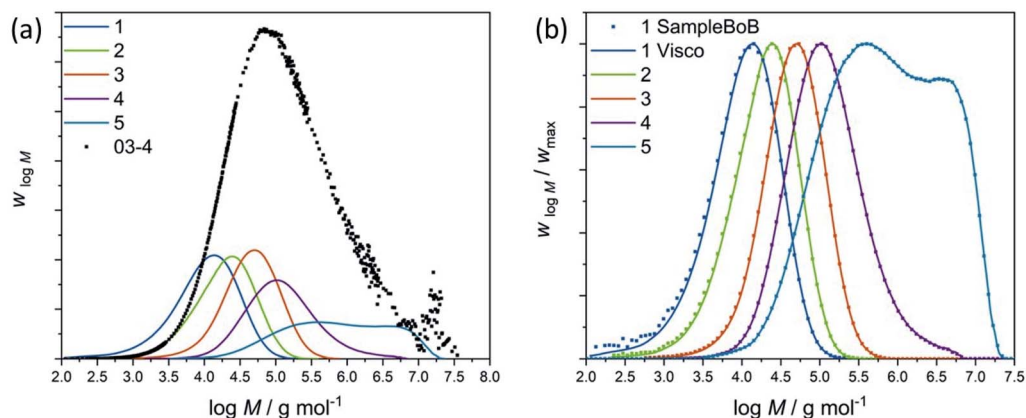 (a)
1
2
3
4
5
03-4
w log M
2.0 2.5 3.0 3.5 4.0 4.5 5.0 5.5 6.0 6.5 7.0 7.5 8.0
log M / g mol⁻¹
(b)
1 SampleBoB
1 Visco
2
3
4
5
w log M / w max
2.0 2.5 3.0 3.5 4.0 4.5 5.0 5.5 6.0 6.5 7.0 7.5
log M / g mol⁻¹